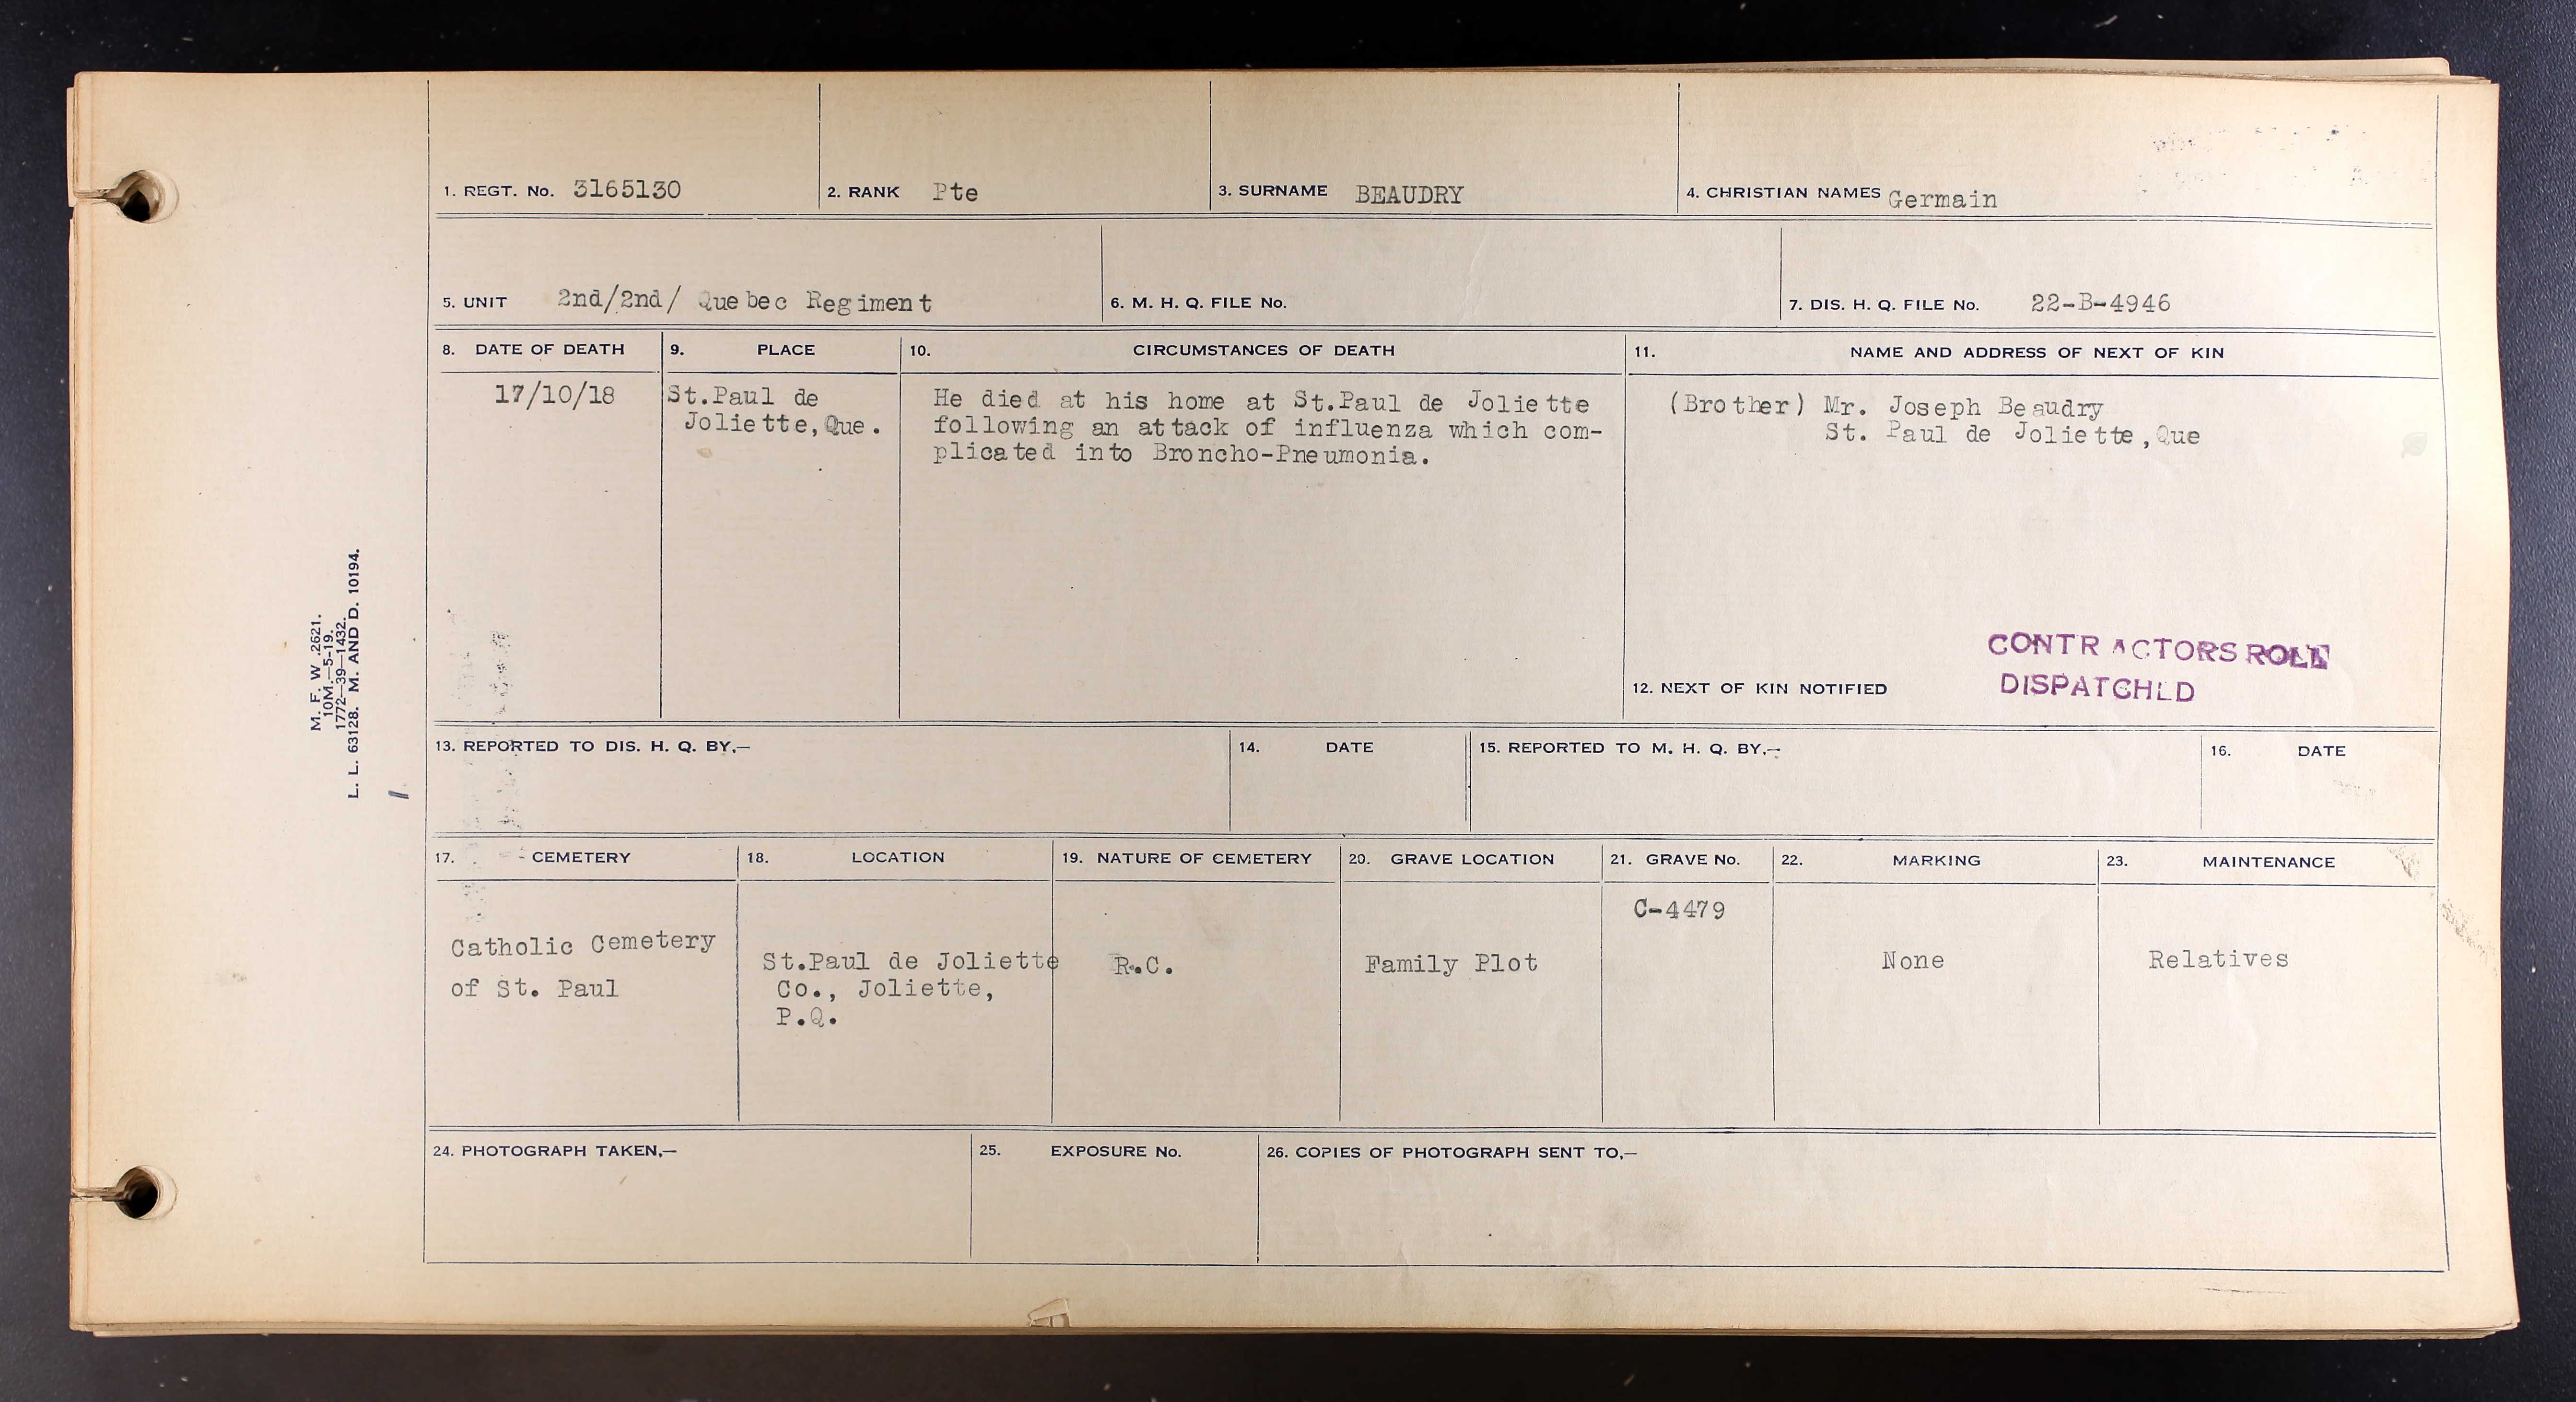 1. REGT. No. 3165130 2. RANK Pte 3. SURNAME BEAUDRY 4. CHRISTIAN NAMES Germain
5. UNIT 2nd/2nd/ Quebec Regiment 6. M. H. Q. FILE No. 7. DIS. H. Q. FILE No. 22-B-4946
8. DATE OF DEATH 9. PLACE 10. CIRCUMSTANCES OF DEATH 11. NAME AND ADDRESS OF NEXT OF KIN
17/10/18
St.Paul de
Joliette,Que.
He died at his home at St.Paul de Joliette
following an attack of influenza which com-
plicated into Broncho-Pneumonia.
(Brother) Mr. Joseph Beaudry
St. Paul de Joliette,Que
CONTRACTORS ROLL
DISPATCHLD
12. NEXT OF KIN NOTIFIED
13. REPORTED TO DIS. H. Q. BY,— 14. DATE 15. REPORTED TO M. H. Q. BY,— 16. DATE
17. CEMETERY 18. LOCATION 19. NATURE OF CEMETERY 20. GRAVE LOCATION 21. GRAVE No. 22. MARKING 23. MAINTENANCE
Catholic Cemetery
of St. Paul
St.Paul de Joliette
Co., Joliette,
P.Q.
R.C.
Family Plot
C-4479
None
Relatives
24. PHOTOGRAPH TAKEN,— 25. EXPOSURE No. 26. COPIES OF PHOTOGRAPH SENT TO,—
M. F. W .2621.
10M.—5-19.
1772—39—1432.
L. L. 63128. M. AND D. 10194.